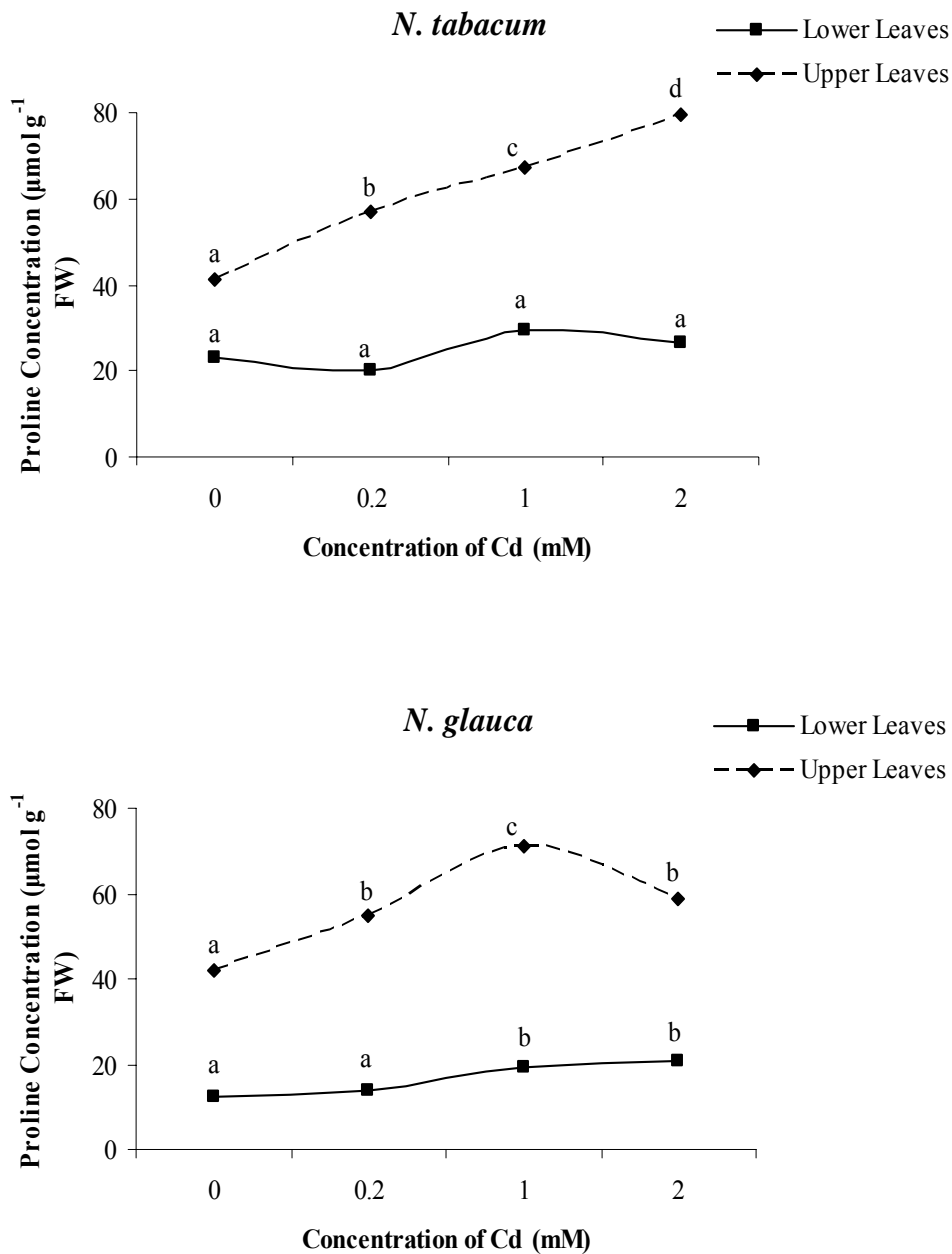 N. tabacum
Lower Leaves
Upper Leaves
Proline Concentration (µmol g⁻¹
FW)
80
60
40
20
0
a
b
c
d
a
a
a
a
0 0.2 1 2
Concentration of Cd (mM)
N. glauca
Lower Leaves
Upper Leaves
Proline Concentration (µmol g⁻¹
FW)
80
60
40
20
0
a
b
c
b
a
a
b
b
0 0.2 1 2
Concentration of Cd (mM)